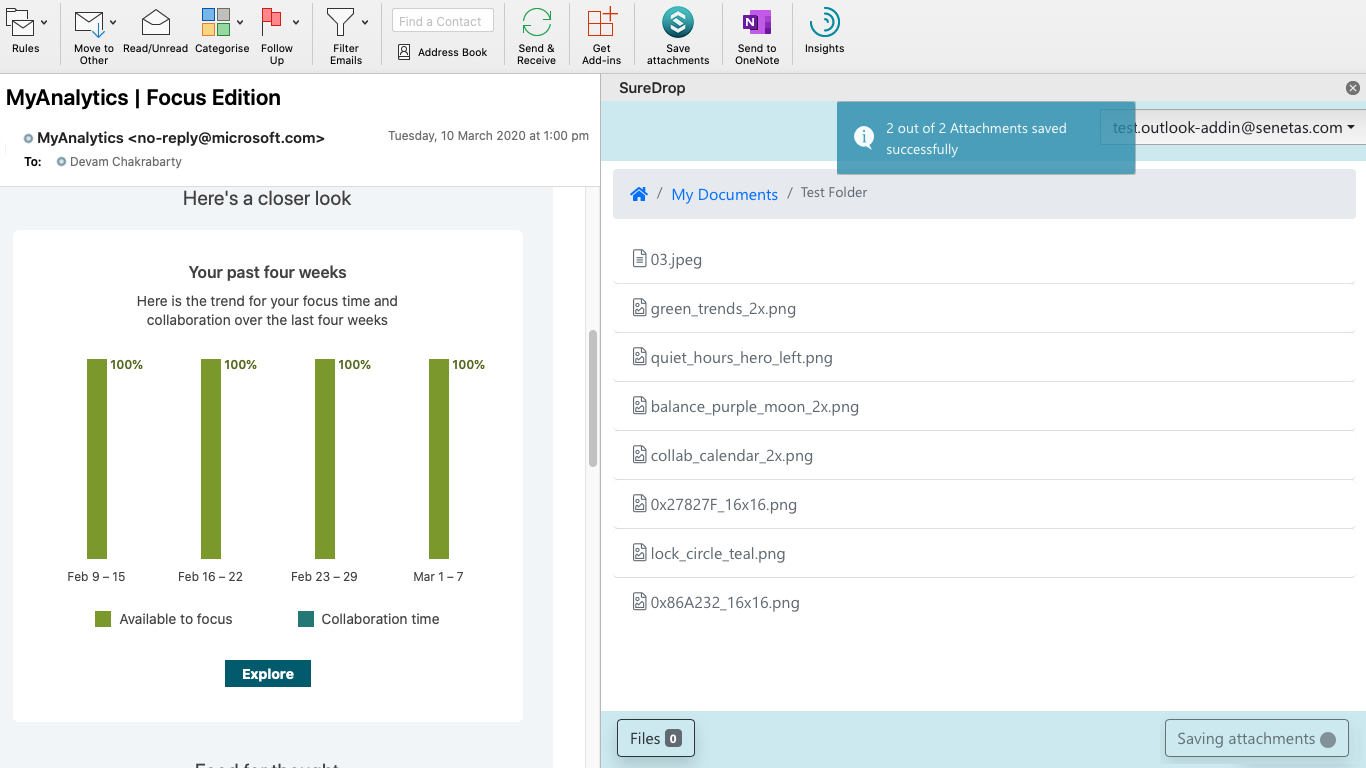 Rules
Move to
Other
Read/Unread
Categorise
Follow
Up
Filter
Emails
Find a Contact
Address Book
Send &
Receive
Get
Add-ins
Save
attachments
Send to
OneNote
Insights
MyAnalytics | Focus Edition
MyAnalytics <no-reply@microsoft.com>
Tuesday, 10 March 2020 at 1:00 pm
To: Devam Chakrabarty
Here's a closer look
Your past four weeks
Here is the trend for your focus time and
collaboration over the last four weeks
100% 100% 100% 100%
Feb 9 – 15 Feb 16 – 22 Feb 23 – 29 Mar 1 – 7
Available to focus Collaboration time
Explore
Food for thought
SureDrop
2 out of 2 Attachments saved
successfully
test.outlook-addin@senetas.com
/ My Documents / Test Folder
03.jpeg
green_trends_2x.png
quiet_hours_hero_left.png
balance_purple_moon_2x.png
collab_calendar_2x.png
0x27827F_16x16.png
lock_circle_teal.png
0x86A232_16x16.png
Files 0
Saving attachments